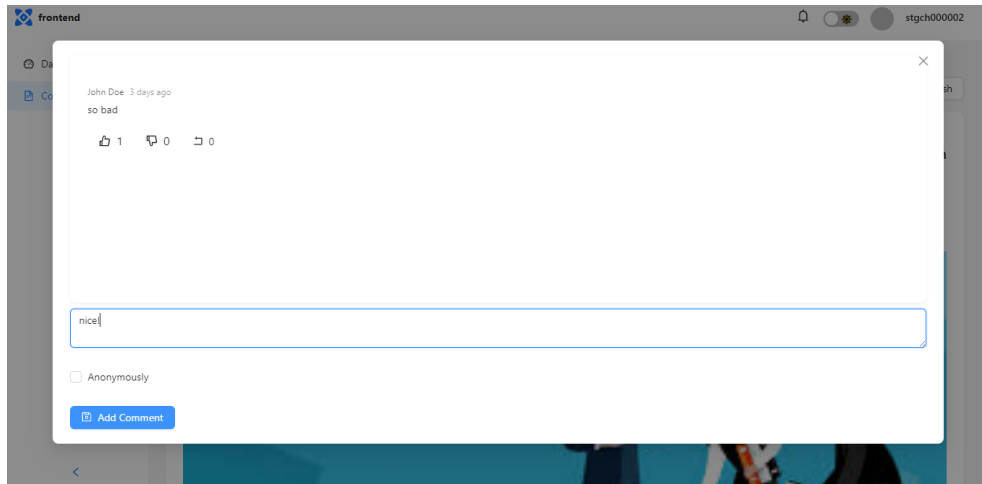 frontend
stgch000002
Da
Co
sh
John Doe 3 days ago
so bad
1 0 0
nice!
Anonymously
Add Comment